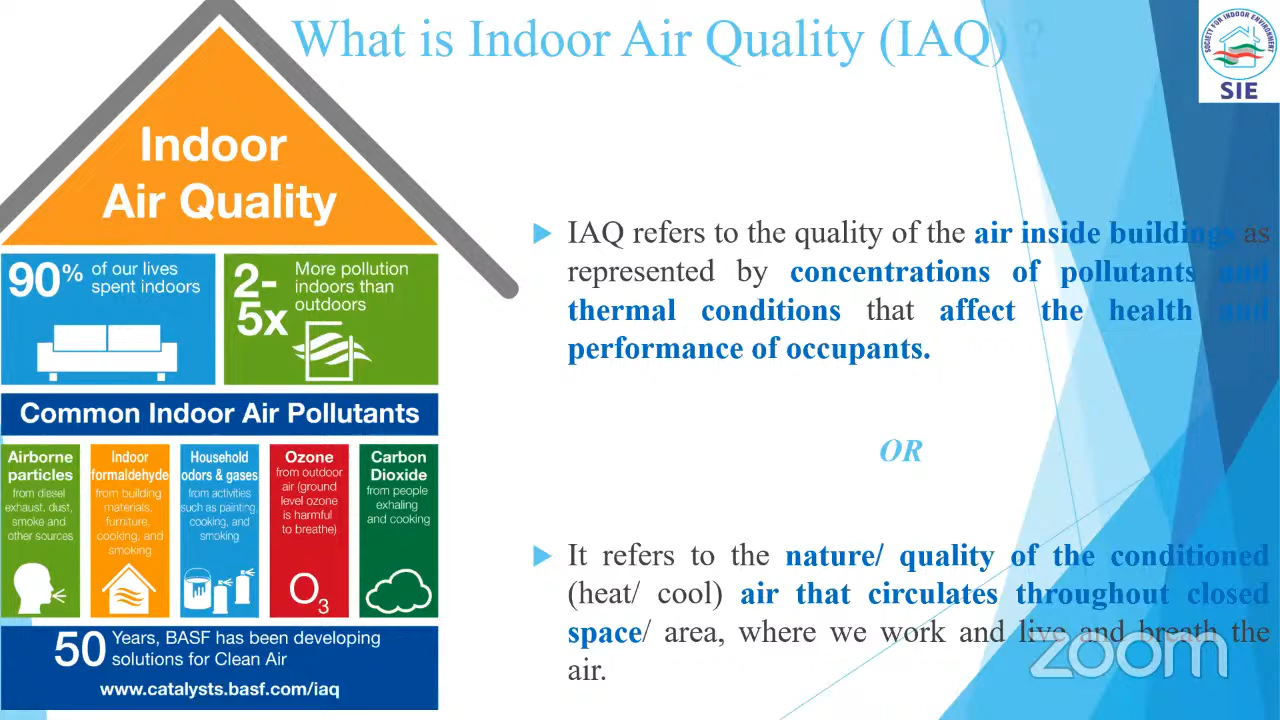 What is Indoor Air Quality (IAQ) ?
SOCIETY FOR INDOOR ENVIRONMENT
SIE
Indoor
Air Quality
90% of our lives
spent indoors
2-
5x
More pollution
indoors than
outdoors
Common Indoor Air Pollutants
Airborne
particles
from diesel
exhaust, dust,
smoke and
other sources
Indoor
formaldehyde
from building
materials,
furniture,
cooking, and
smoking
Household
odors & gases
from activities
such as painting,
cooking, and
smoking
Ozone
from outdoor
air (ground
level ozone
is harmful
to breathe)
O3
Carbon
Dioxide
from people
exhaling
and cooking
50 Years, BASF has been developing
solutions for Clean Air
www.catalysts.basf.com/iaq
IAQ refers to the quality of the air inside buildings as
represented by concentrations of pollutants and
thermal conditions that affect the health and
performance of occupants.
OR
It refers to the nature/ quality of the conditioned
(heat/ cool) air that circulates throughout closed
space/ area, where we work and live and breath the
air.
zoom